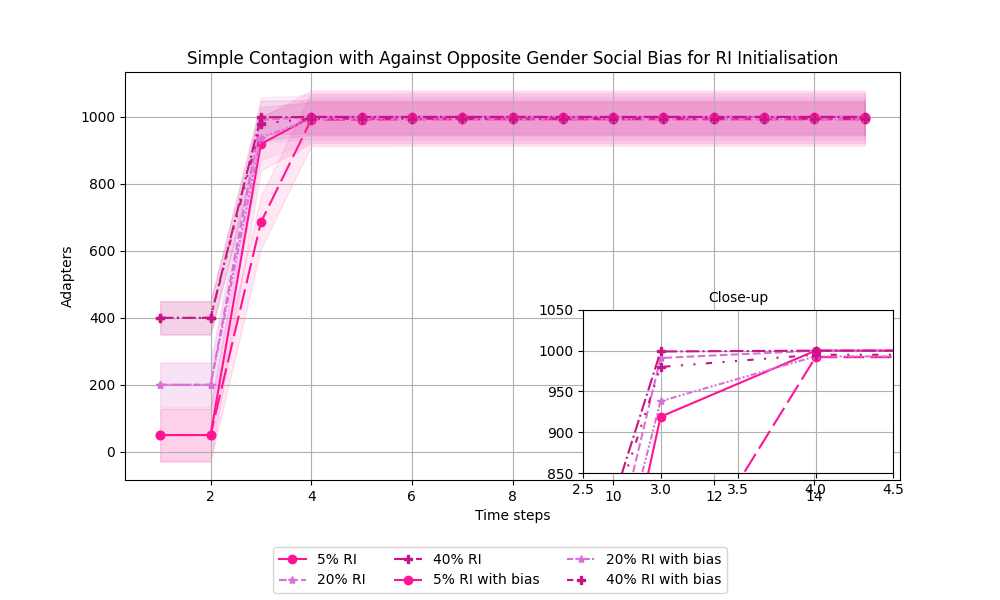 Simple Contagion with Against Opposite Gender Social Bias for RI Initialisation
Adapters
1000
800
600
400
200
0
2
4
6
8
10
12
14
Time steps
Close-up
1050
1000
950
900
850
2.5
3.0
3.5
4.0
4.5
5% RI
20% RI
40% RI
5% RI with bias
20% RI with bias
40% RI with bias